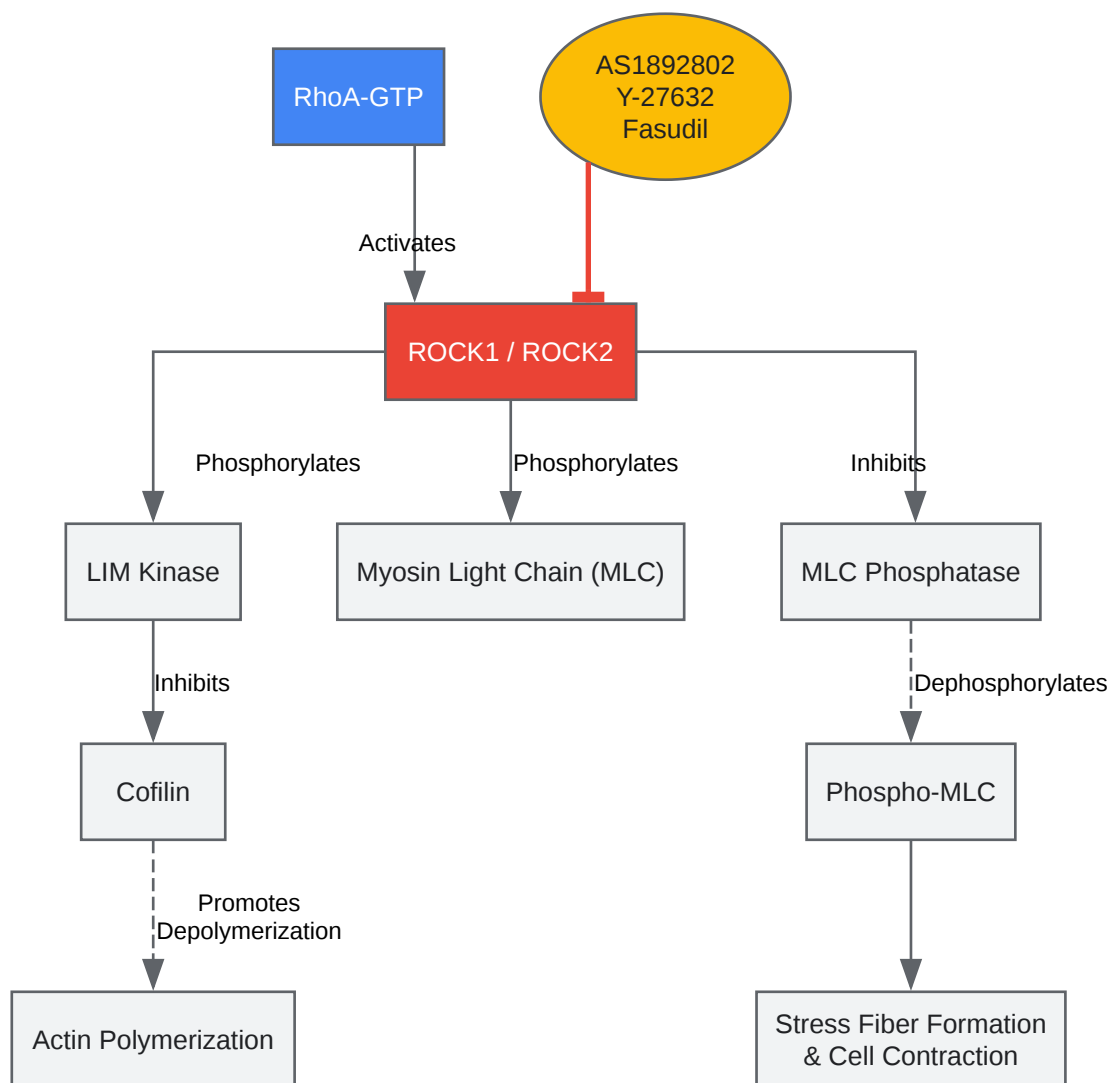 RhoA-GTP
AS1892802
Y-27632
Fasudil
Activates
ROCK1 / ROCK2
Phosphorylates
Phosphorylates
Inhibits
LIM Kinase
Myosin Light Chain (MLC)
MLC Phosphatase
Inhibits
Dephosphorylates
Cofilin
Phospho-MLC
Promotes
Depolymerization
Actin Polymerization
Stress Fiber Formation
& Cell Contraction